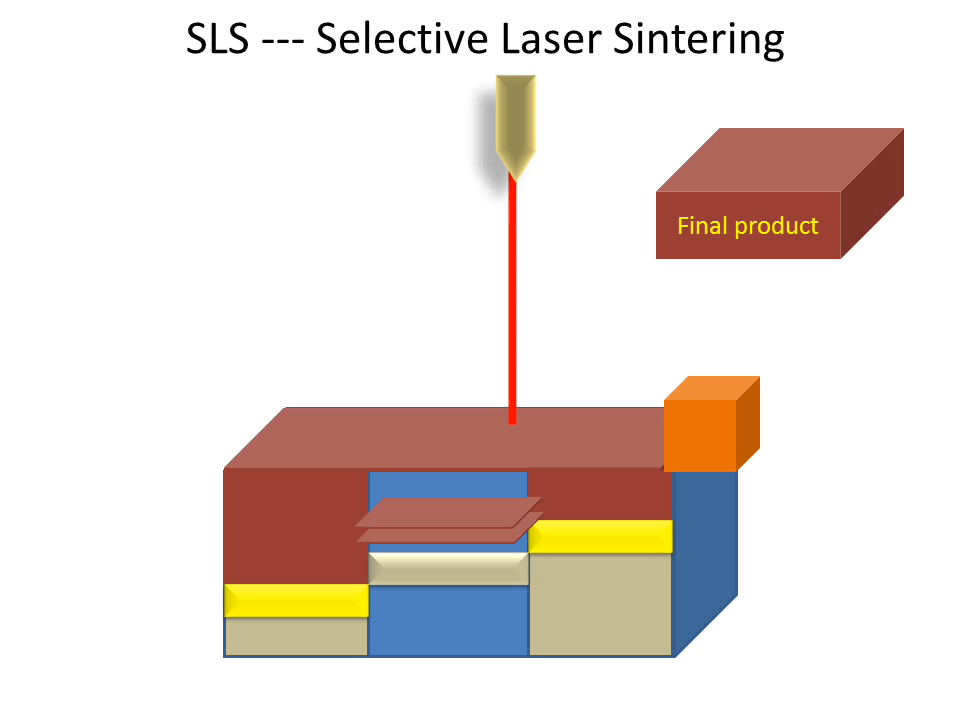 SLS --- Selective Laser Sintering
Final product